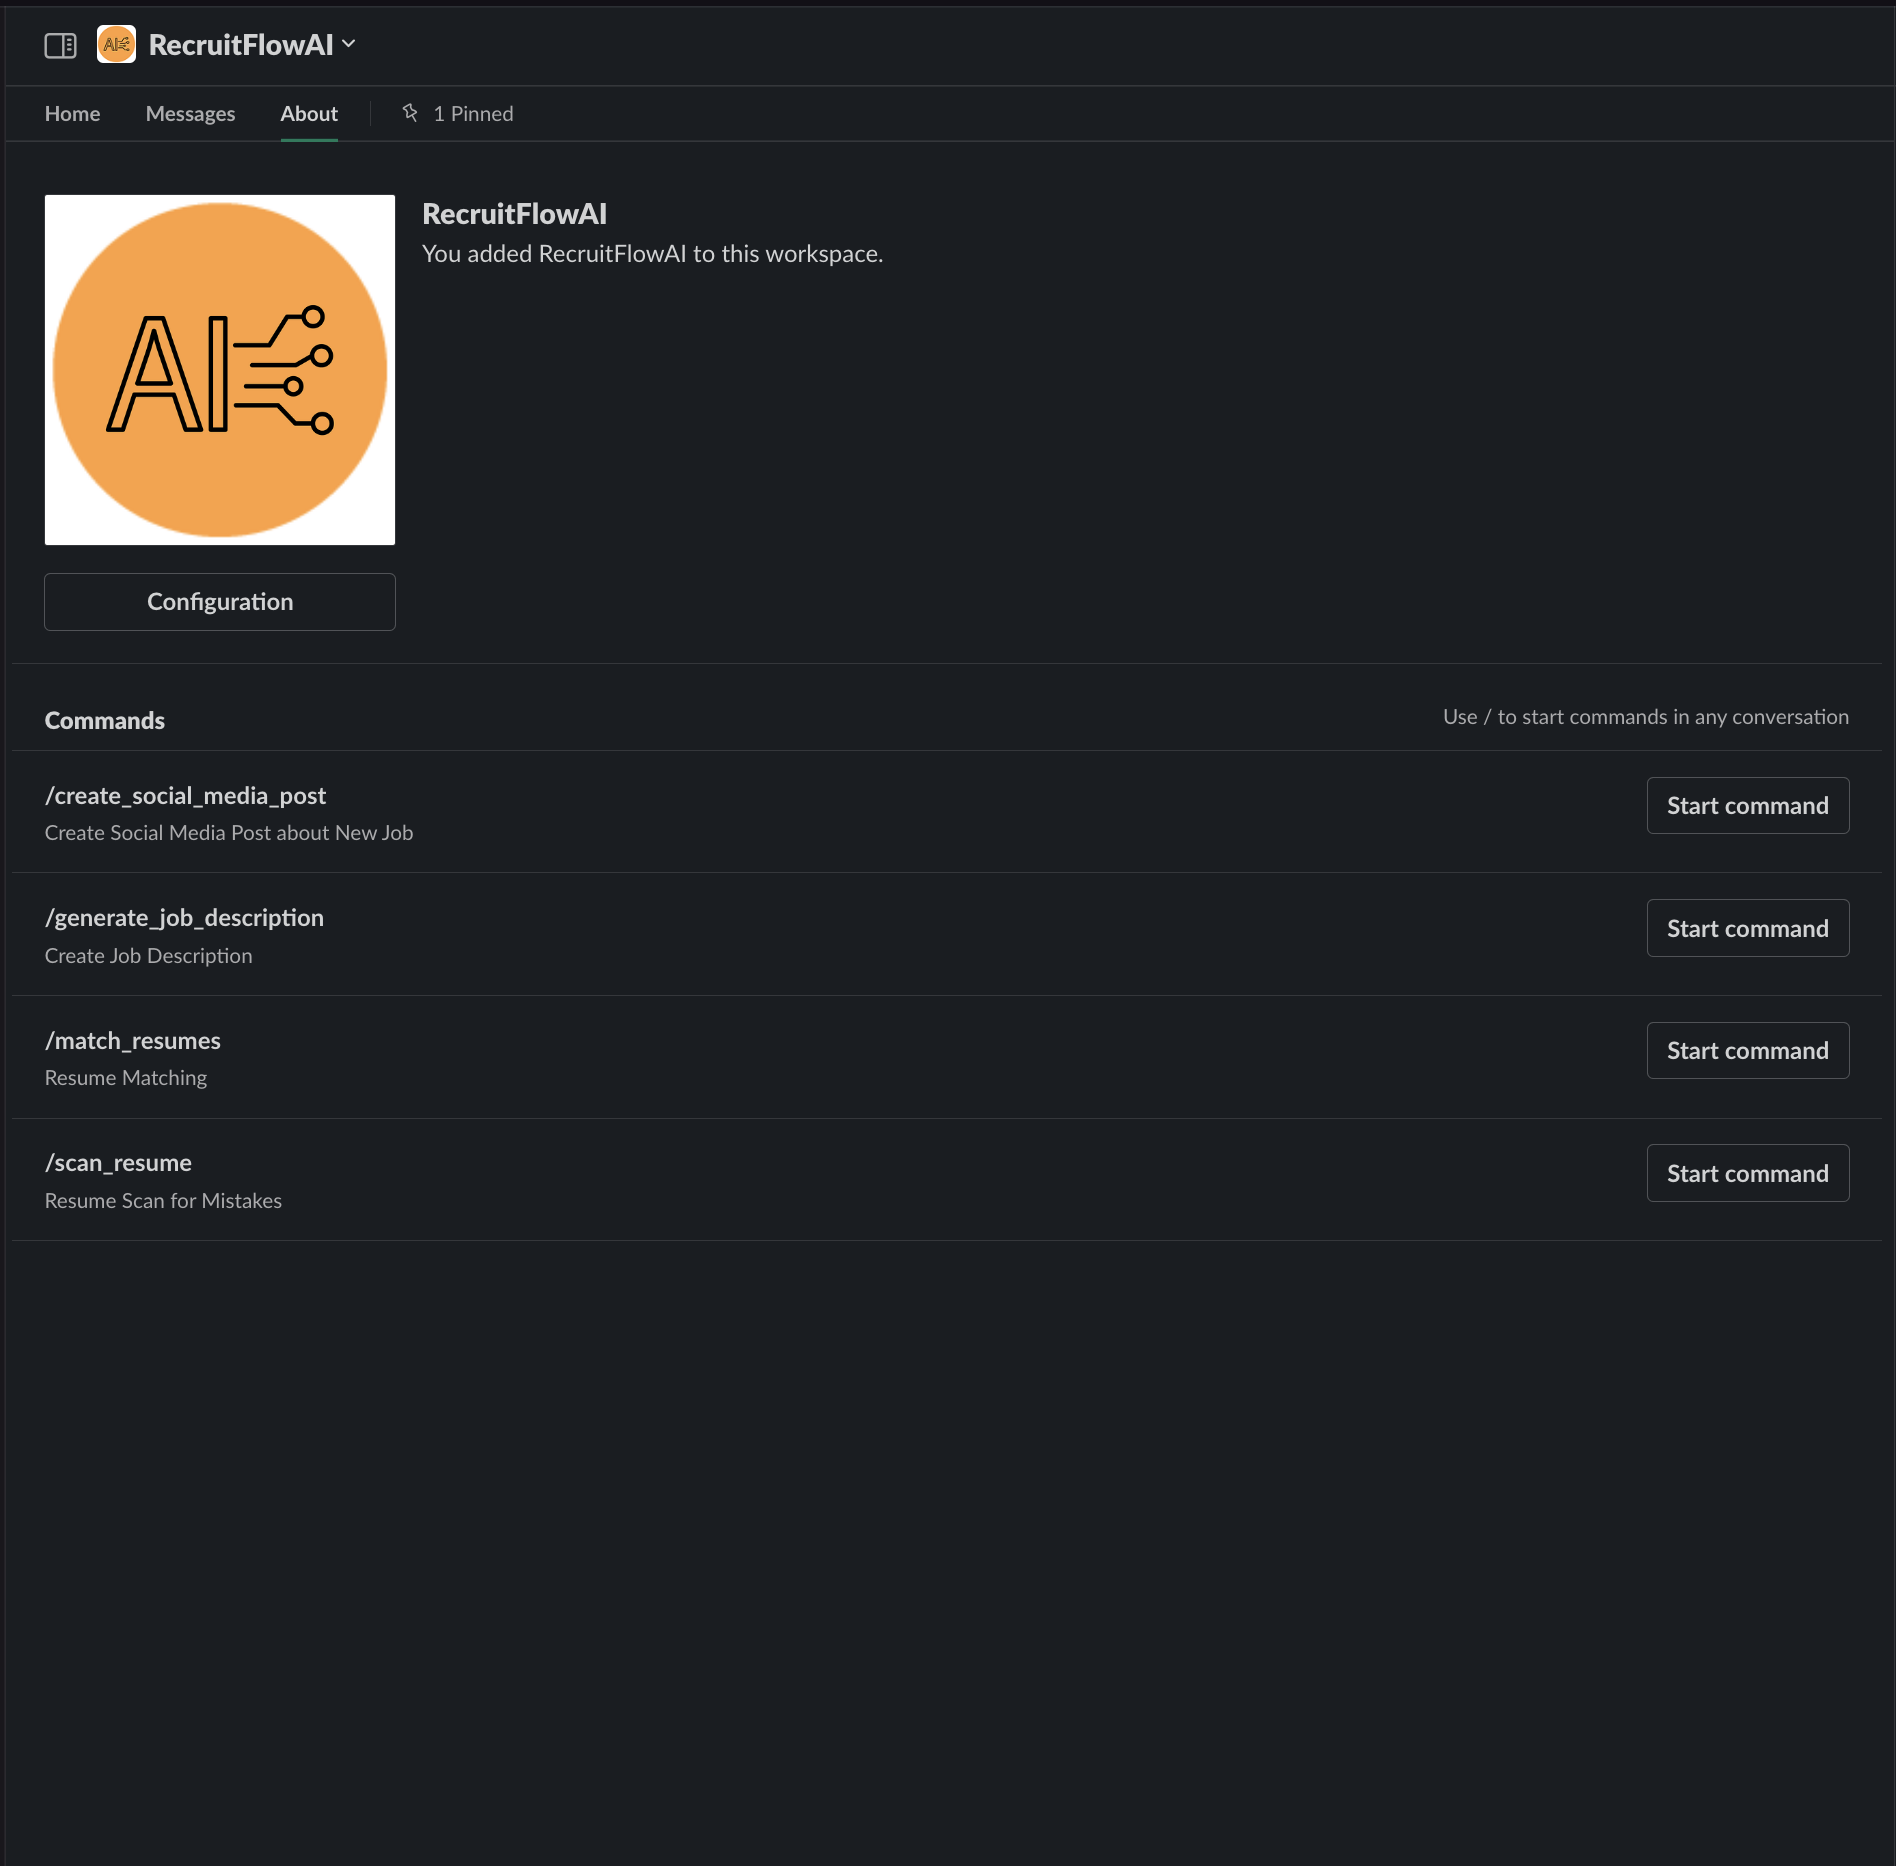 RecruitFlowAI
Home Messages About 1 Pinned
AI
RecruitFlowAI
You added RecruitFlowAI to this workspace.
Configuration
Commands
Use / to start commands in any conversation
/create_social_media_post
Create Social Media Post about New Job
Start command
/generate_job_description
Create Job Description
Start command
/match_resumes
Resume Matching
Start command
/scan_resume
Resume Scan for Mistakes
Start command